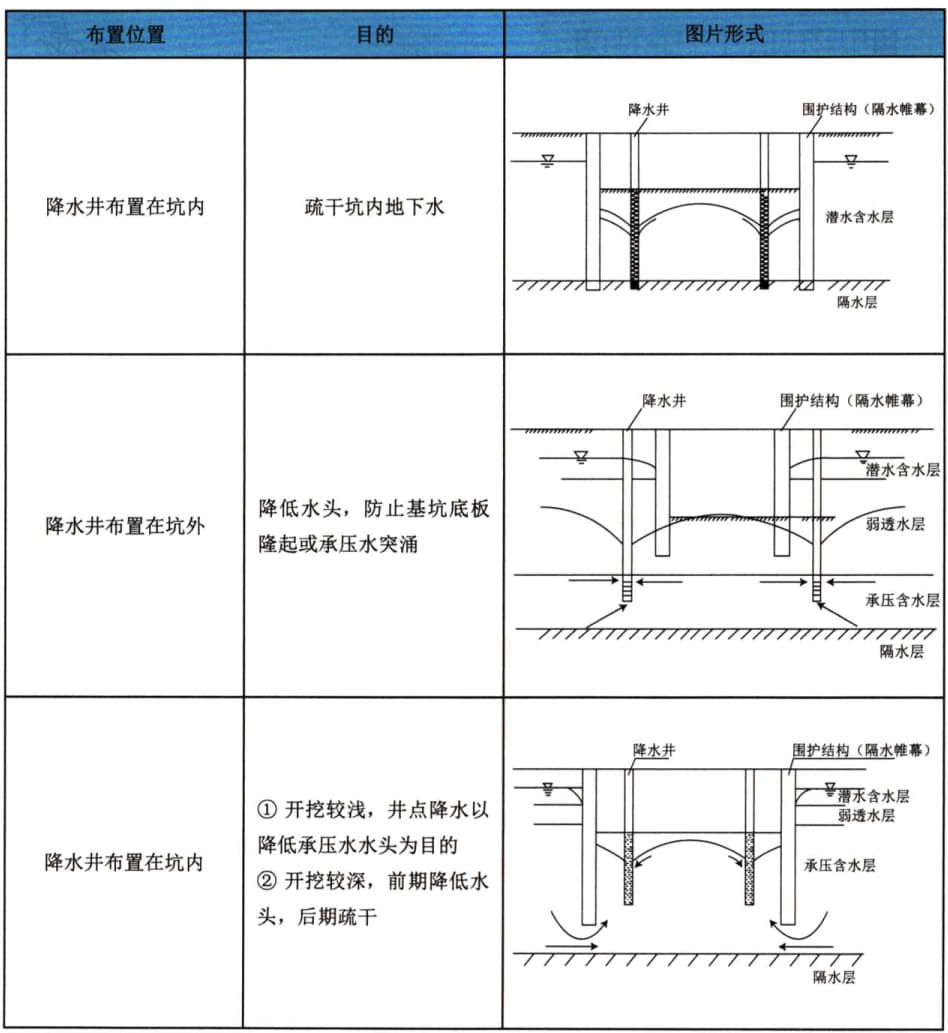 布置位置
目的
图片形式
降水井布置在坑内
疏干坑内地下水
降水井
围护结构（隔水帷幕）
潜水含水层
隔水层
降水井布置在坑外
降低水头，防止基坑底板
隆起或承压水突涌
降水井
围护结构（隔水帷幕）
潜水含水层
弱透水层
承压含水层
隔水层
降水井布置在坑内
① 开挖较浅，井点降水以
降低承压水水头为目的
② 开挖较深，前期降低水
头，后期疏干
降水井
围护结构（隔水帷幕）
潜水含水层
弱透水层
承压含水层
隔水层